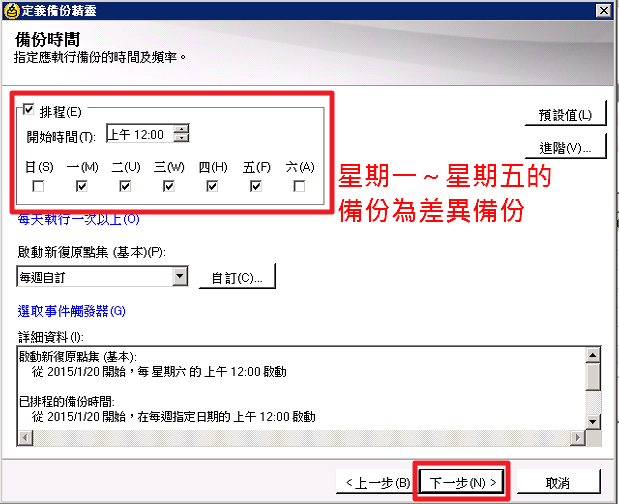 定義備份精靈
備份時間
指定應執行備份的時間及頻率。
排程(E)
預設值(L)
開始時間(T): 上午 12:00
進階(V)...
日(S) 一(M) 二(U) 三(W) 四(H) 五(F) 六(A)
星期一～星期五的
備份為差異備份
每天執行一次以上(O)
啟動新復原點集 (基本)(P):
每週自訂 自訂(C)...
選取事件觸發器(G)
詳細資料(I):
啟動新復原點集 (基本):
從 2015/1/20 開始，每 星期六 的 上午 12:00 啟動
已排程的備份時間:
從 2015/1/20 開始，在每週指定日期的 上午 12:00 啟動
< 上一步(B) 下一步(N) > 取消